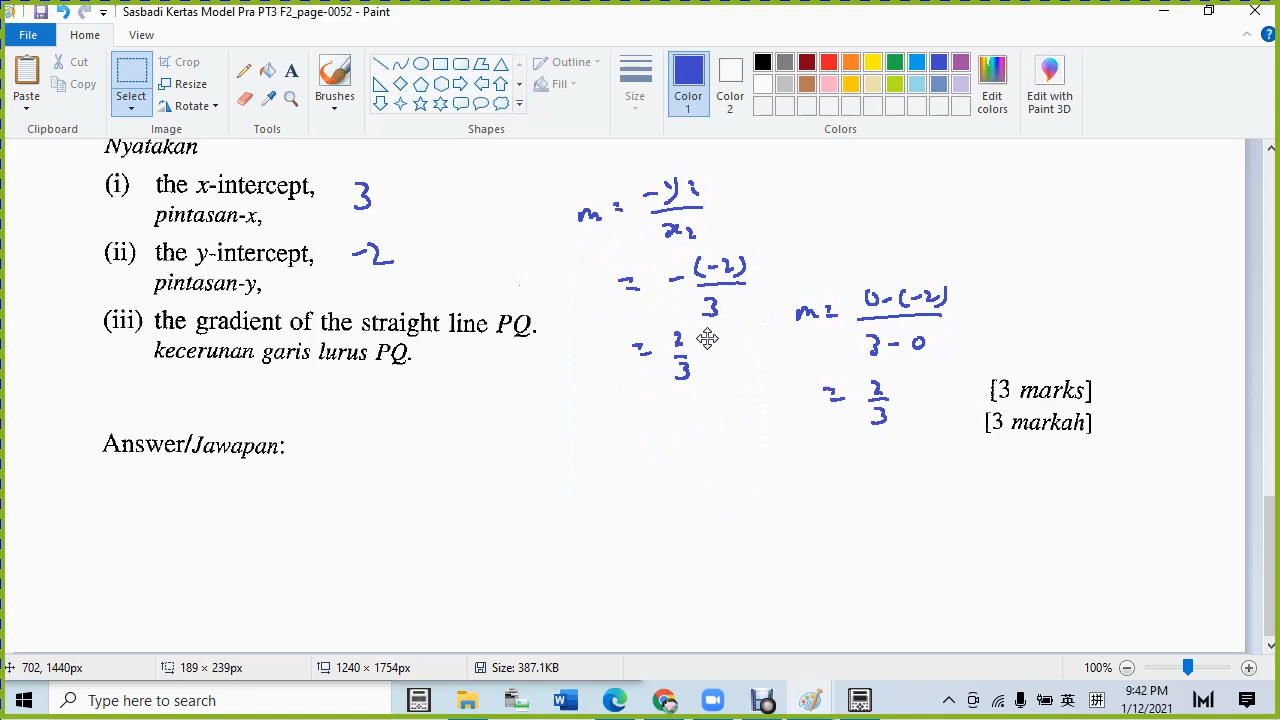 Sasbadi Kertas Model Pra PT3 F2_page-0052 - Paint
File Home View
Paste Cut Copy Select Crop Resize Rotate Brushes Outline Fill Size Color 1 Color 2 Edit colors Edit with Paint 3D
Clipboard Image Tools Shapes Colors
Nyatakan
(i) the x-intercept, 3
pintasan-x,
(ii) the y-intercept, -2
pintasan-y,
(iii) the gradient of the straight line PQ.
kecerunan garis lurus PQ.
= -(-2)/3
= 2/3
m = 0-(-2)/3-0
= 2/3
[3 marks]
[3 markah]
Answer/Jawapan:
702, 1440px 189 × 239px 1240 × 1754px Size: 387.1KB 100%
Type here to search
英 拼 9:42 PM
1/12/2021